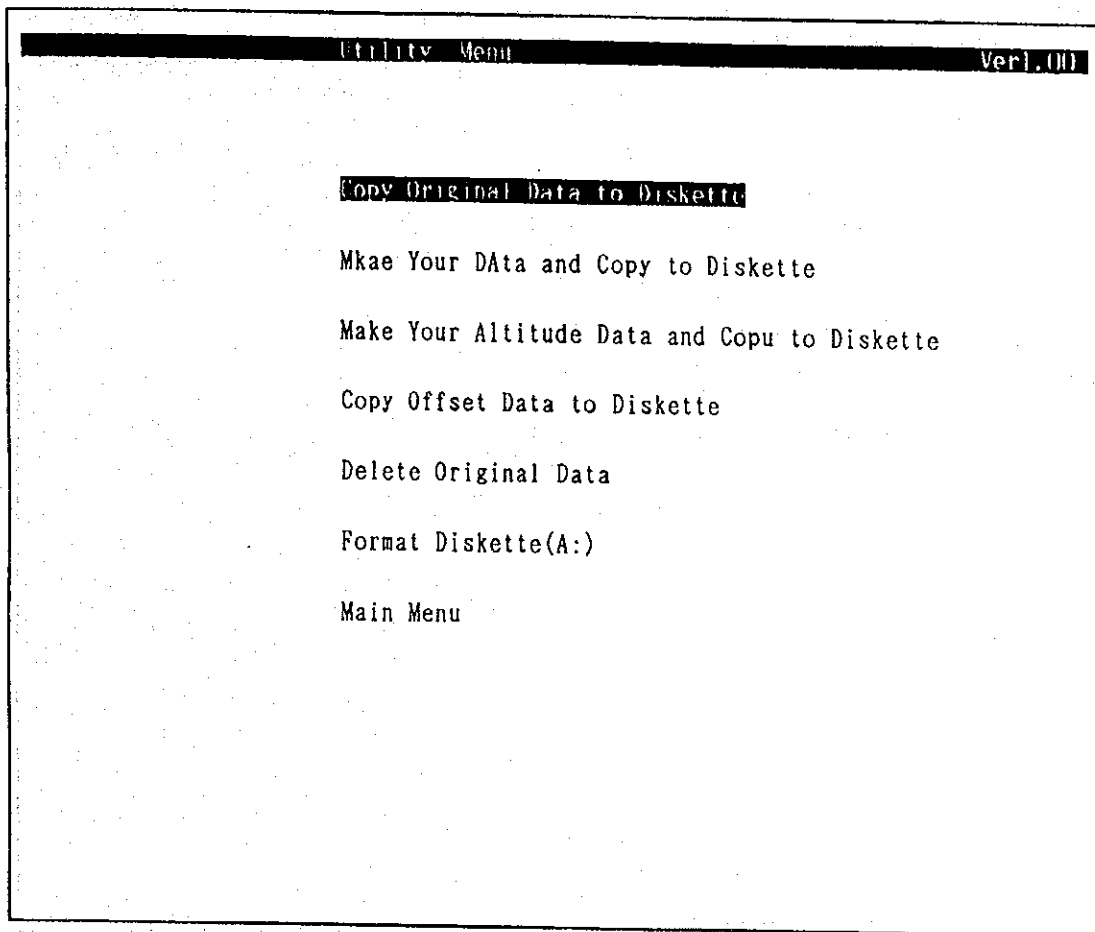 Utility Menu Ver1.00
Copy Original Data to Diskette
Mkae Your DAta and Copy to Diskette
Make Your Altitude Data and Copu to Diskette
Copy Offset Data to Diskette
Delete Original Data
Format Diskette(A:)
Main Menu